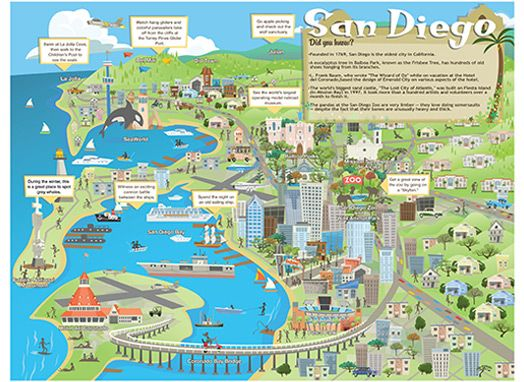 San Diego
Did you know?
•Founded in 1769, San Diego is the oldest city in California.
•A eucalyptus tree in Balboa Park, known as the Frisbee Tree, has hundreds of old
shoes hanging from its branches.
•L. Frank Baum, who wrote "The Wizard of Oz" while on vacation at the Hotel
del Coronado, based the design of Emerald City on various aspects of the hotel.
•The world's biggest sand castle, "The Lost City of Atlantis," was built on Fiesta Island
(Mission Bay) in 1997. It took more than a hundred sculptors and volunteers over a
month to finish it.
•The pandas at the San Diego Zoo are very limber — they love doing somersaults
— despite the fact that their bones are unusually heavy and thick.
Watch hang gliders and
colorful parasailers take
off from the cliffs at
the Torrey Pines Glider
Port.
Go apple picking
and check out the
wolf sanctuary.
Swim at La Jolla Cove,
then walk to the
Children's Pool to
see the seals.
Julian
La Jolla
See the world's largest
operating model railroad
museum.
SeaWorld
During the winter, this
is a great place to spot
gray whales.
Witness an exciting
cannon battle
between the ships.
Spend the night on
an old sailing ship.
ZOO
Get a great view of
the zoo by going on
a "Skyfari."
San Diego
Zoo
San Diego Bay
Coronado Bay Bridge